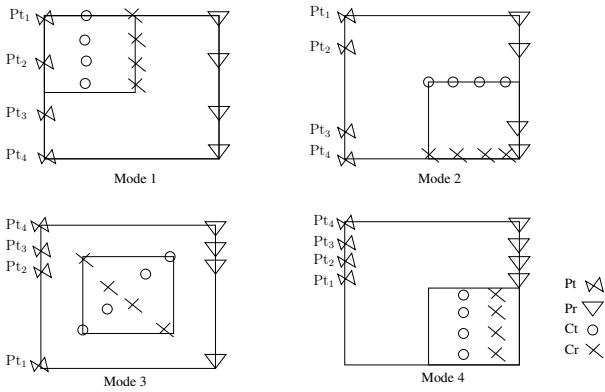 Pt1
Pt2
Pt3
Pt4
Mode 1
Pt1
Pt2
Pt3
Pt4
Mode 2
Pt4
Pt3
Pt2
Pt1
Mode 3
Pt4
Pt3
Pt2
Pt1
Mode 4
Pt
Pr
Ct
Cr